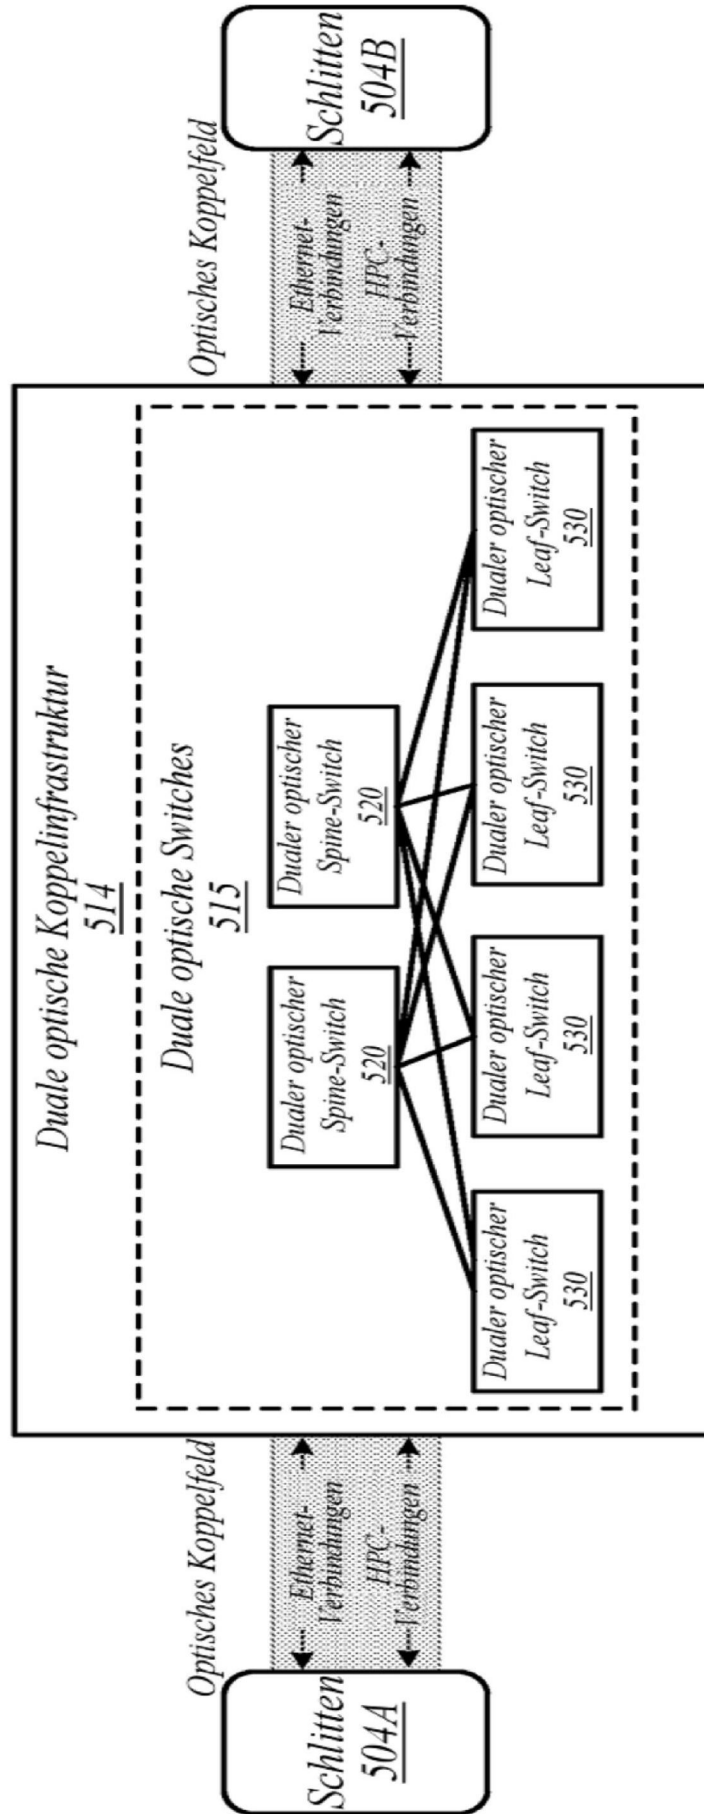 Duale optische Koppelinfrastruktur
514
Duale optische Switches
515
Optisches Koppelfeld
Optisches Koppelfeld
Schlitten
504A
Ethernet-
Verbindungen
HPC-
Verbindungen
Dualer optischer
Spine-Switch
520
Dualer optischer
Spine-Switch
520
Ethernet-
Verbindungen
HPC-
Verbindungen
Schlitten
504B
Dualer optischer
Leaf-Switch
530
Dualer optischer
Leaf-Switch
530
Dualer optischer
Leaf-Switch
530
Dualer optischer
Leaf-Switch
530